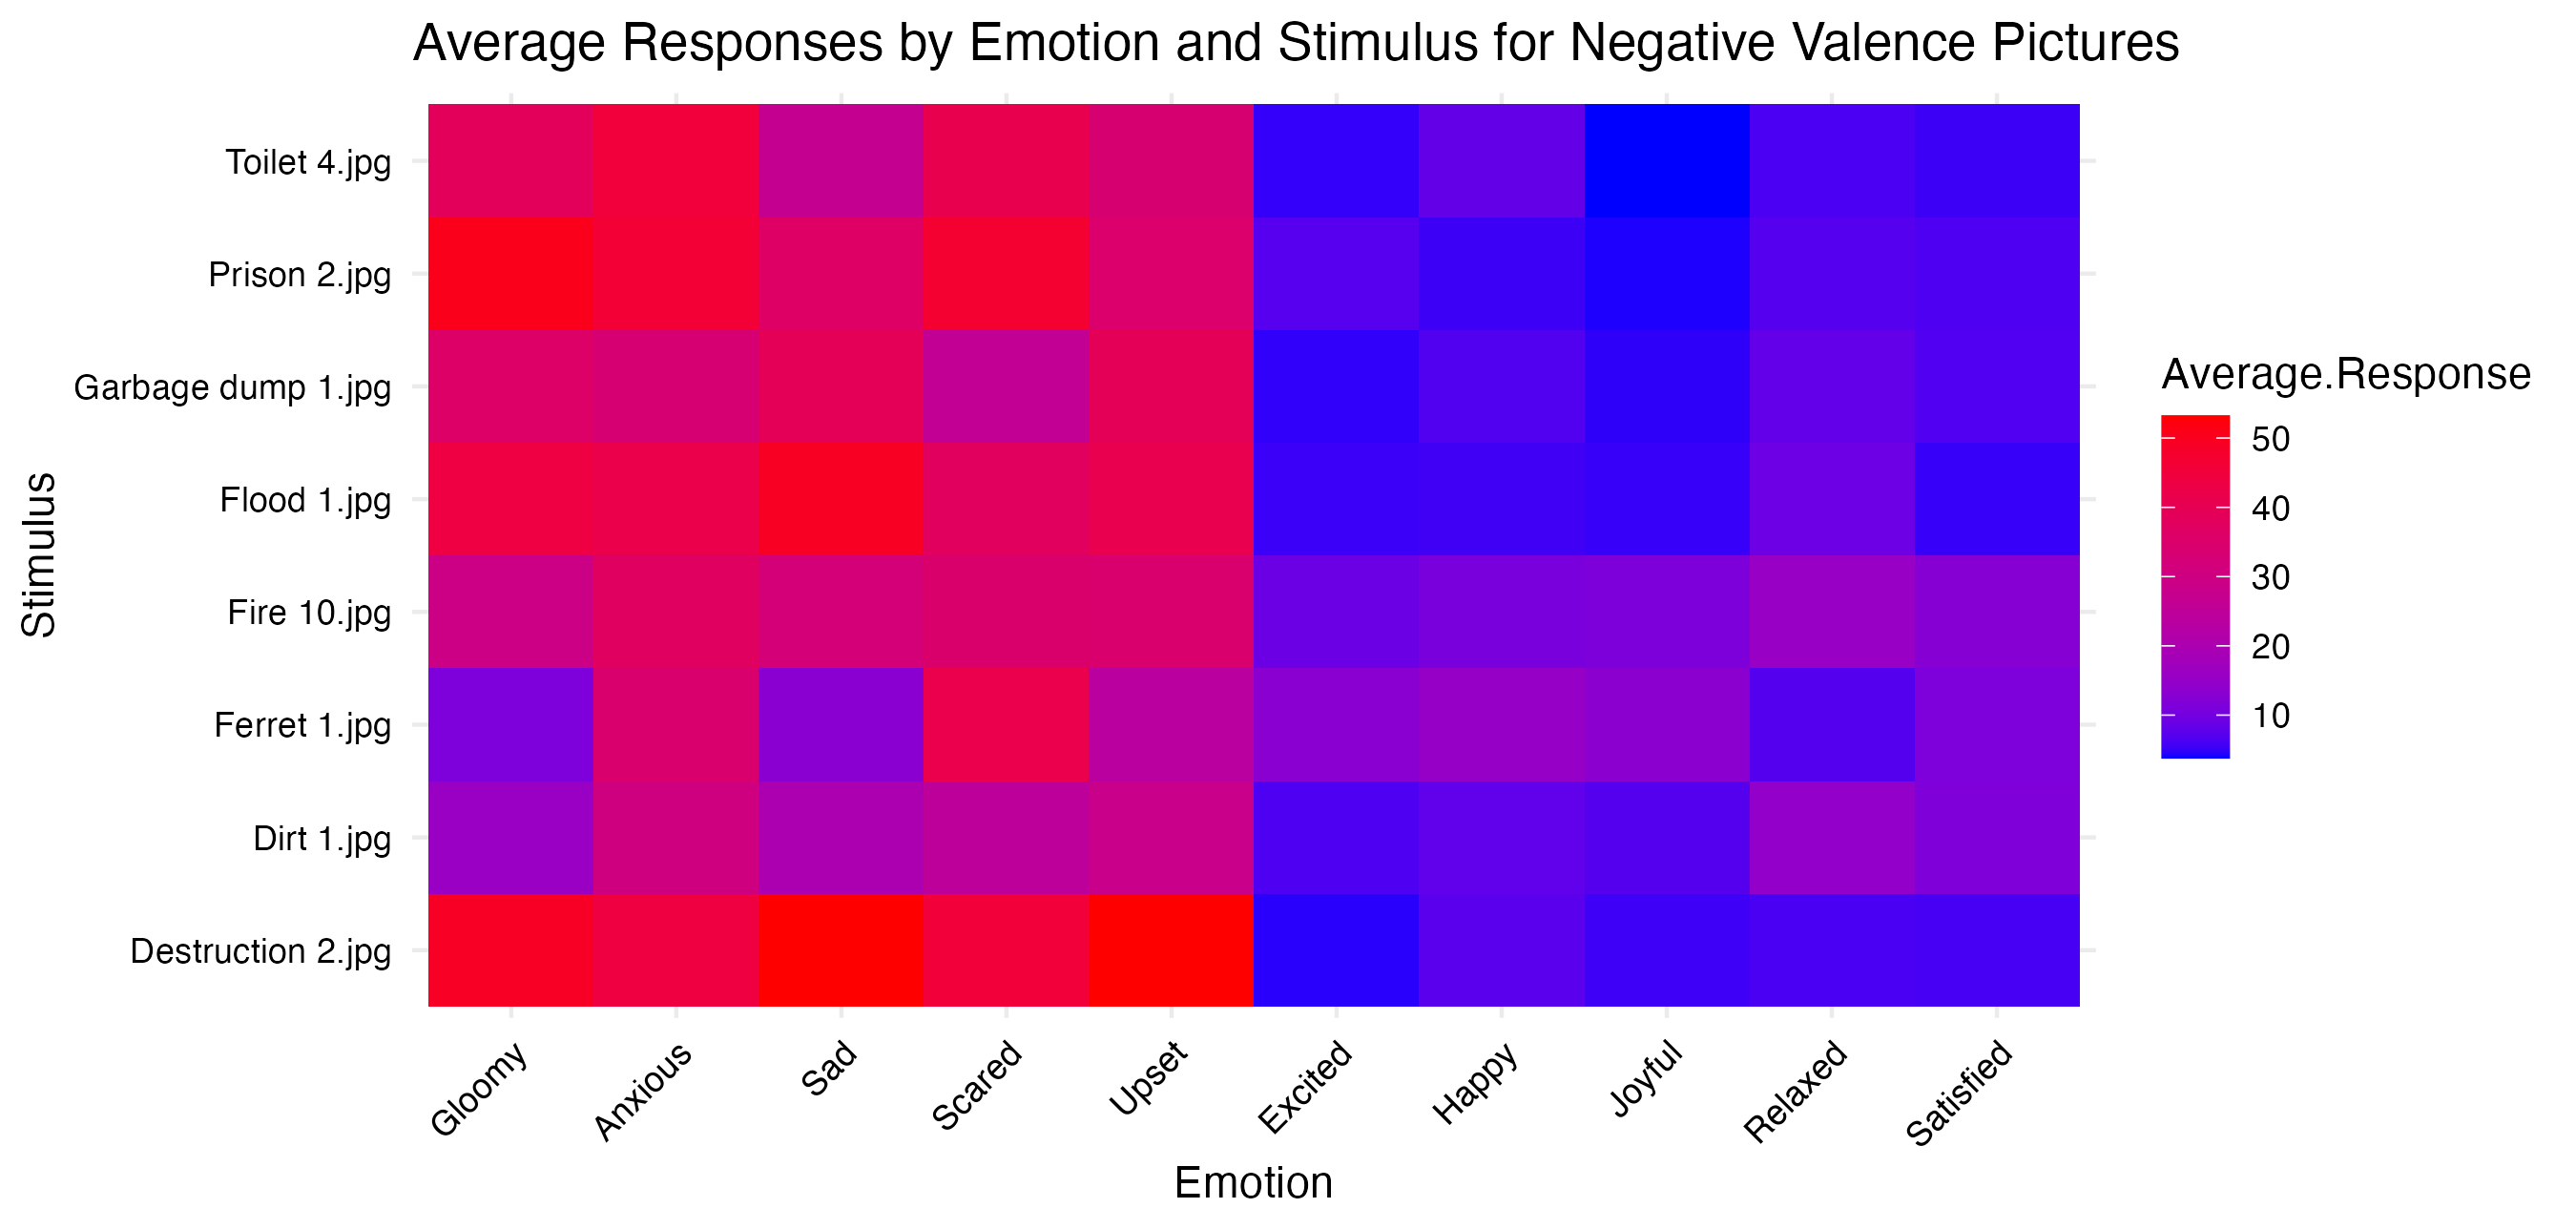 Average Responses by Emotion and Stimulus for Negative Valence Pictures
Stimulus
Toilet 4.jpg
Prison 2.jpg
Garbage dump 1.jpg
Flood 1.jpg
Fire 10.jpg
Ferret 1.jpg
Dirt 1.jpg
Destruction 2.jpg
Gloomy
Anxious
Sad
Scared
Upset
Excited
Happy
Joyful
Relaxed
Satisfied
Emotion
Average.Response
50
40
30
20
10